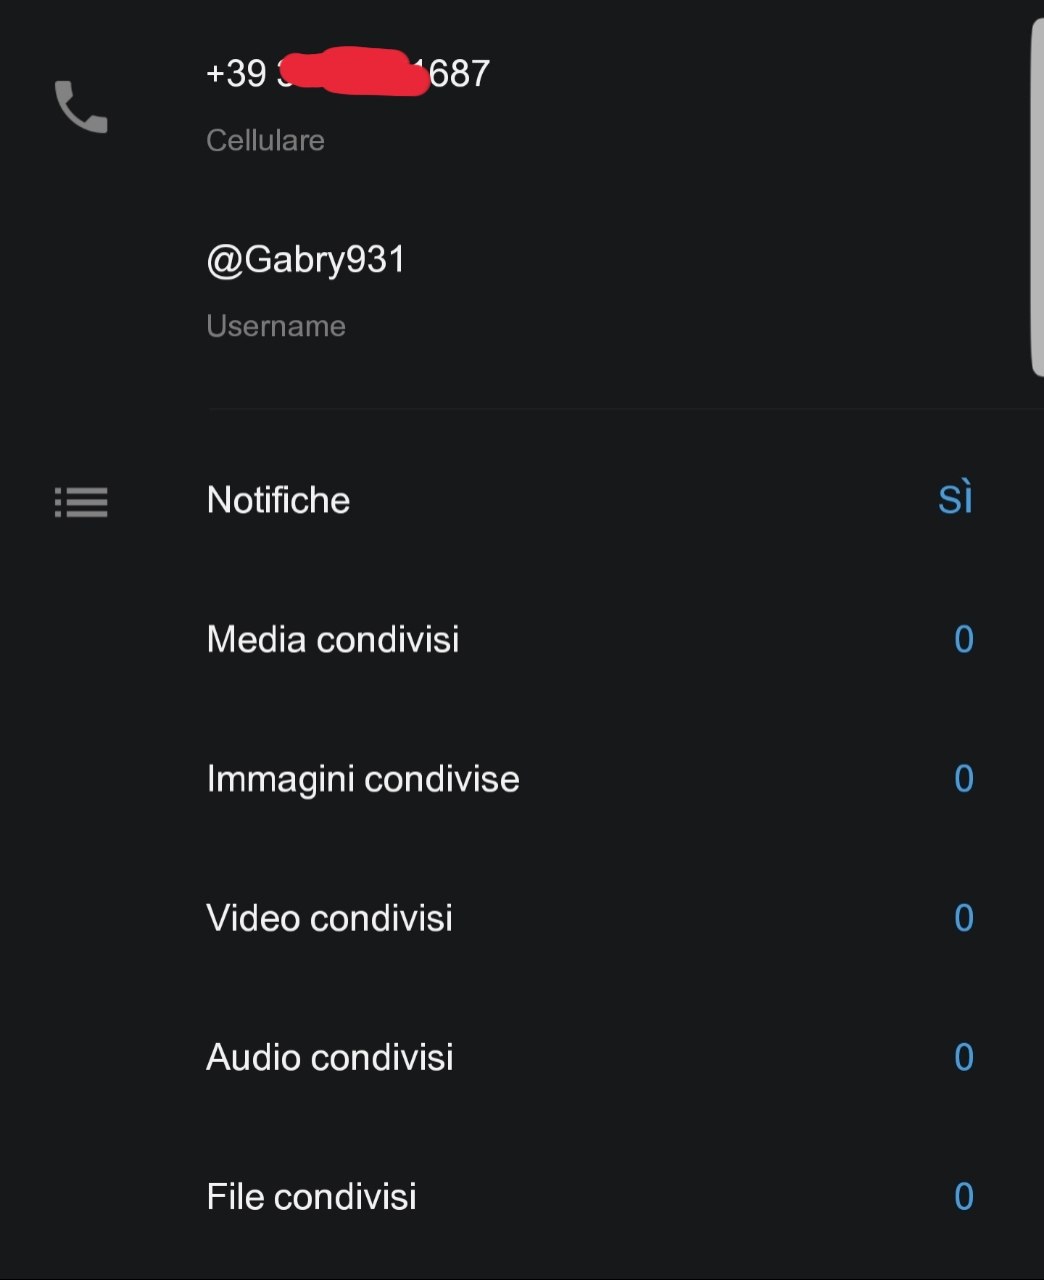 +39 3 1687
Cellulare
@Gabry931
Username
Notifiche SÌ
Media condivisi 0
Immagini condivise 0
Video condivisi 0
Audio condivisi 0
File condivisi 0